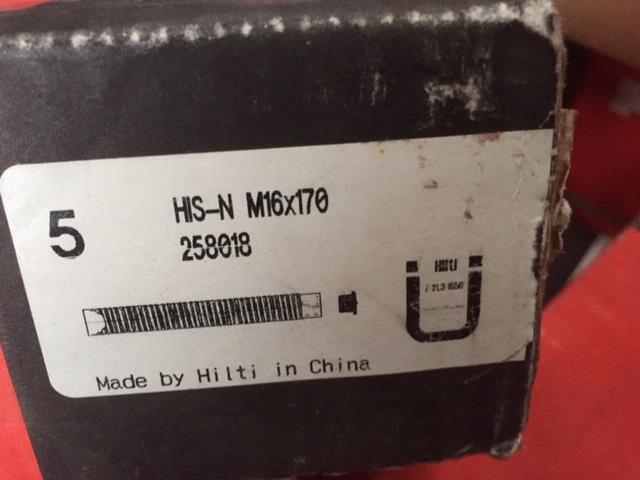 5
HIS-N M16x170
258018
Hilti
Made by Hilti in China